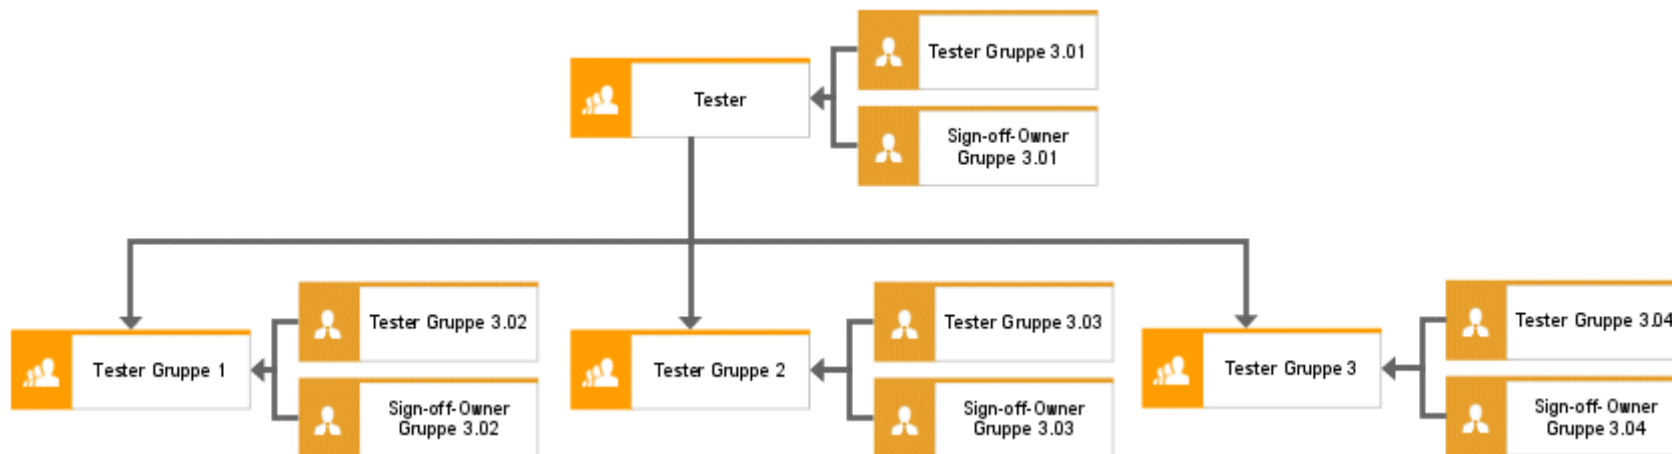 Tester Gruppe 3.01
Tester
Sign-off-Owner
Gruppe 3.01
Tester Gruppe 1
Tester Gruppe 3.02
Sign-off-Owner
Gruppe 3.02
Tester Gruppe 2
Tester Gruppe 3.03
Sign-off-Owner
Gruppe 3.03
Tester Gruppe 3
Tester Gruppe 3.04
Sign-off-Owner
Gruppe 3.04